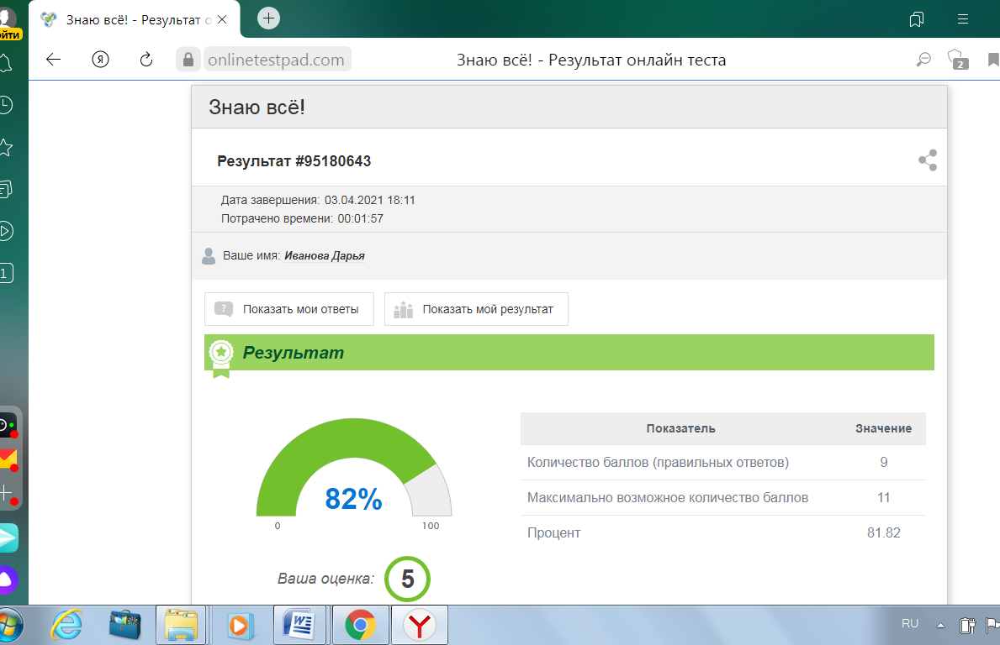 Знаю всё! - Результат о
йти
onlinetestpad.com
Знаю всё! - Результат онлайн теста
2
Знаю всё!
Результат #95180643
Дата завершения: 03.04.2021 18:11
Потрачено времени: 00:01:57
Ваше имя: Иванова Дарья
1
Показать мои ответы
Показать мой результат
Результат
Показатель Значение
Количество баллов (правильных ответов) 9
Максимально возможное количество баллов 11
Процент 81.82
82%
0 100
Ваша оценка: 5
RU